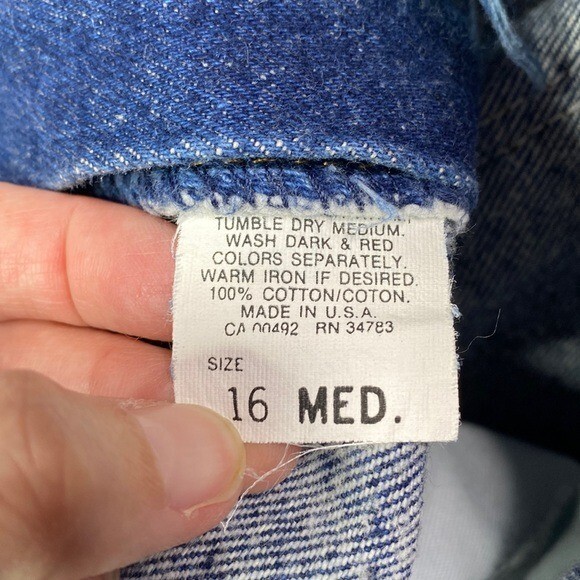 TUMBLE DRY MEDIUM.
WASH DARK & RED
COLORS SEPARATELY.
WARM IRON IF DESIRED.
100% COTTON/COTON.
MADE IN U.S.A.
CA 00492 RN 34783
SIZE
16 MED.